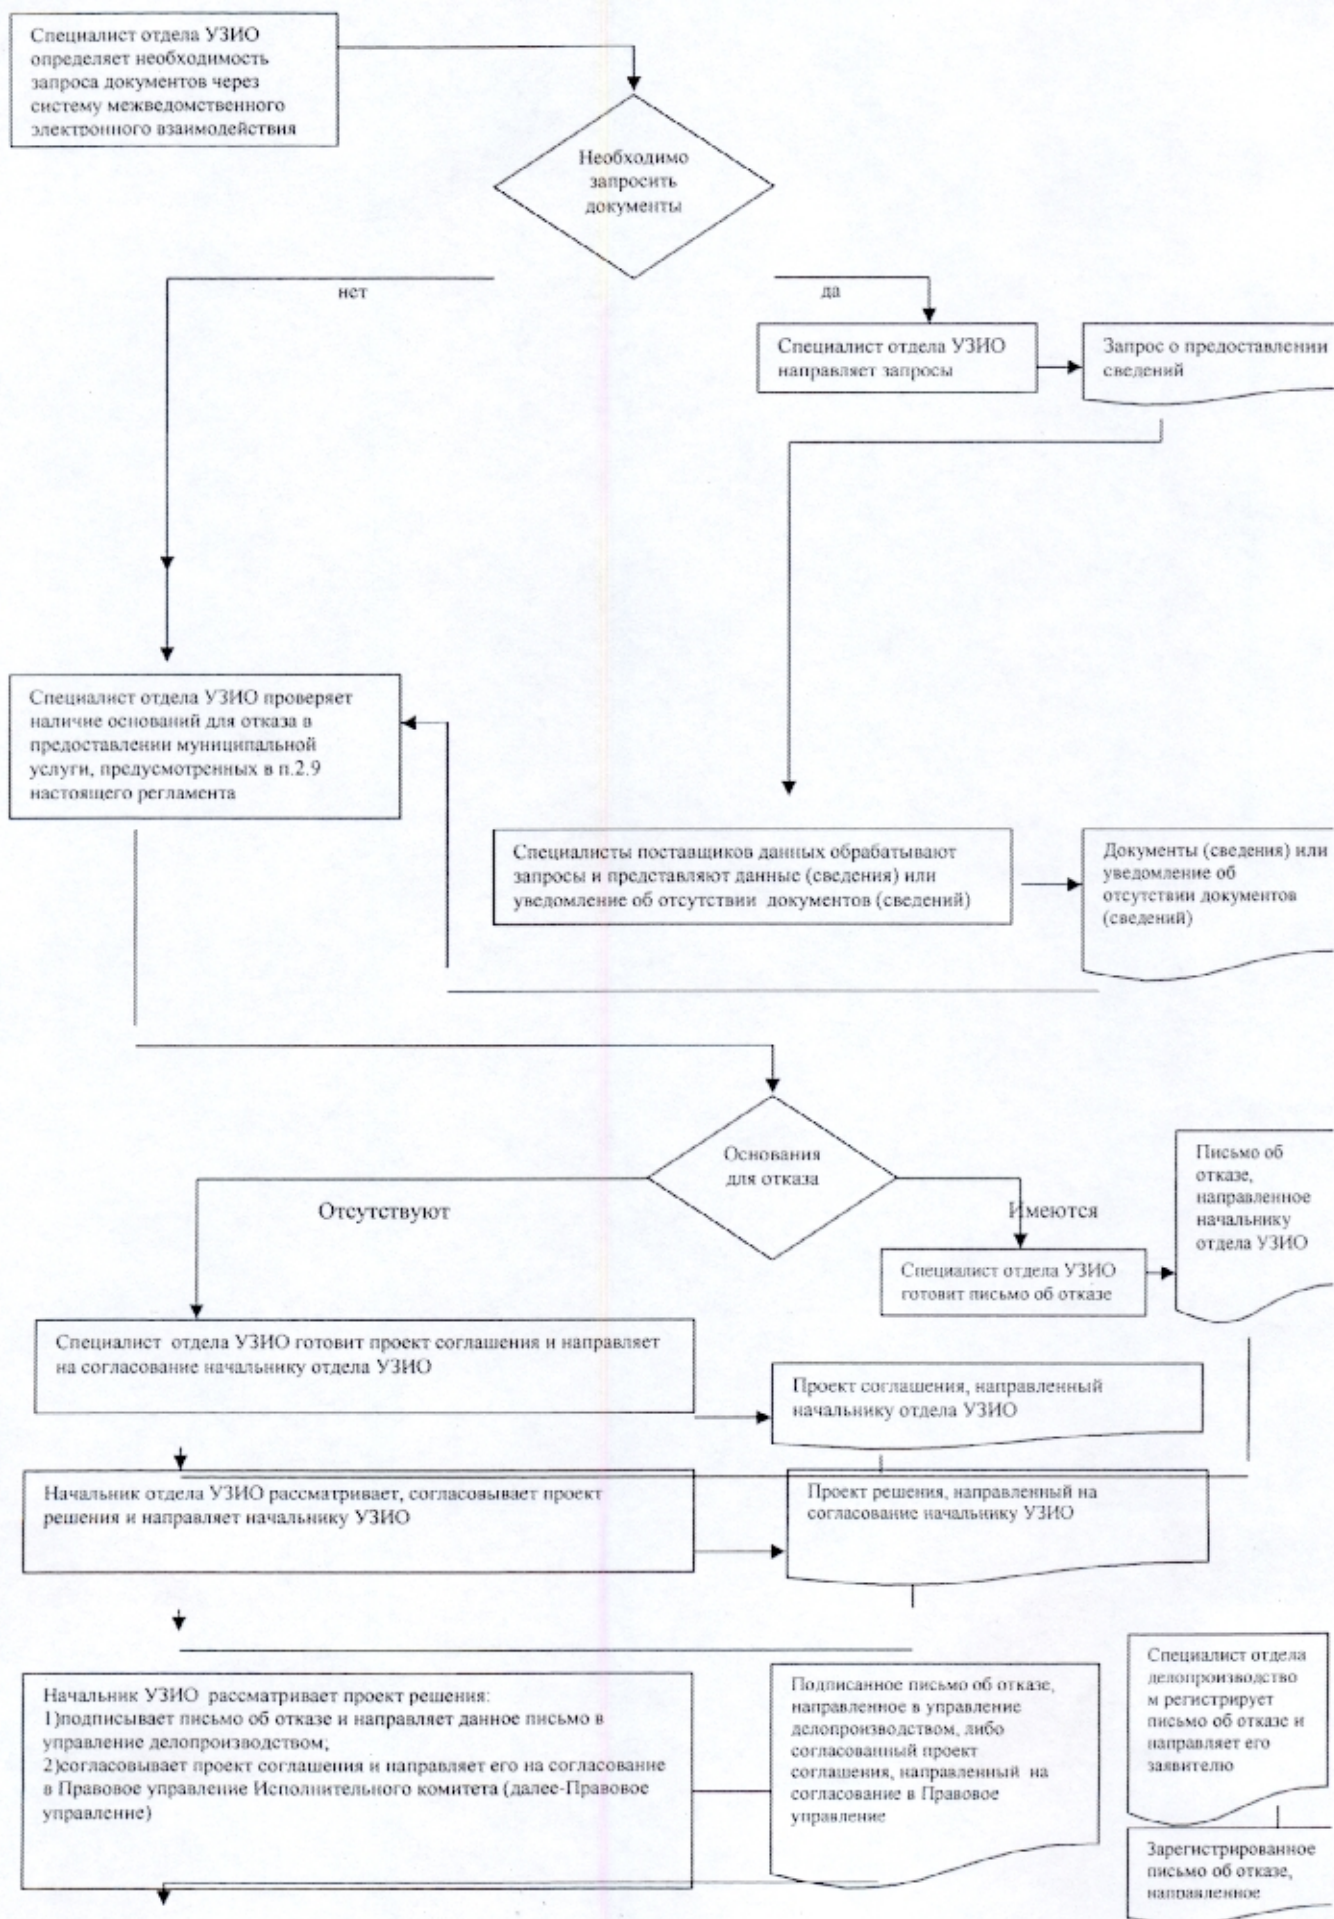 Специалист отдела УЗИО
определяет необходимость
запроса документов через
систему межведомственного
электронного взаимодействия
Необходимо
запросить
документы
нет
да
Специалист отдела УЗИО
направляет запросы
Запрос о предоставлении
сведений
Специалист отдела УЗИО проверяет
наличие оснований для отказа в
предоставлении муниципальной
услуги, предусмотренных в п.2.9
настоящего регламента
Специалисты поставщиков данных обрабатывают
запросы и представляют данные (сведения) или
уведомление об отсутствии документов (сведений)
Документы (сведения) или
уведомление об
отсутствии документов
(сведений)
Основания
для отказа
Отсутствуют
Имеются
Письмо об
отказе,
направленное
начальнику
отдела УЗИО
Специалист отдела УЗИО
готовит письмо об отказе
Специалист отдела УЗИО готовит проект соглашения и направляет
на согласование начальнику отдела УЗИО
Проект соглашения, направленный
начальнику отдела УЗИО
Начальник отдела УЗИО рассматривает, согласовывает проект
решения и направляет начальнику УЗИО
Проект решения, направленный на
согласование начальнику УЗИО
Начальник УЗИО рассматривает проект решения:
1)подписывает письмо об отказе и направляет данное письмо в
управление делопроизводством;
2)согласовывает проект соглашения и направляет его на согласование
в Правовое управление Исполнительного комитета (далее-Правовое
управление)
Подписанное письмо об отказе,
направленное в управление
делопроизводством, либо
согласованный проект
соглашения, направленный на
согласование в Правовое
управление
Специалист отдела
делопроизводство
м регистрирует
письмо об отказе и
направляет его
заявителю
Зарегистрированное
письмо об отказе,
направленное